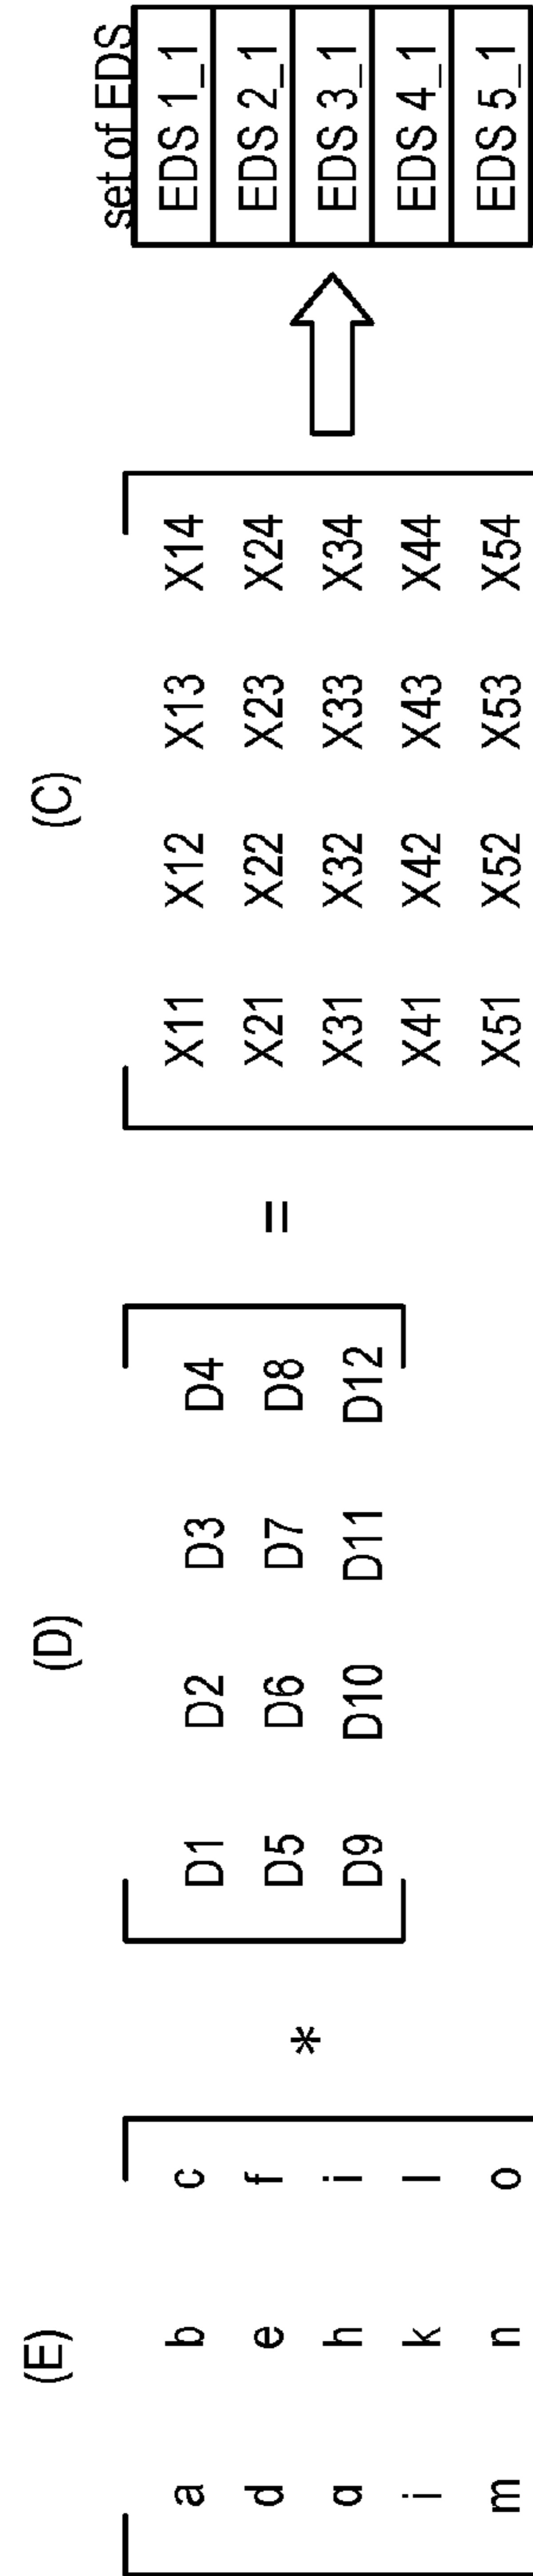 (E)
a b c
d e f
g h i
j k l
m n o
*
(D)
D1 D2 D3 D4
D5 D6 D7 D8
D9 D10 D11 D12
=
(C)
X11 X12 X13 X14
X21 X22 X23 X24
X31 X32 X33 X34
X41 X42 X43 X44
X51 X52 X53 X54
set of EDS
EDS 1_1
EDS 2_1
EDS 3_1
EDS 4_1
EDS 5_1